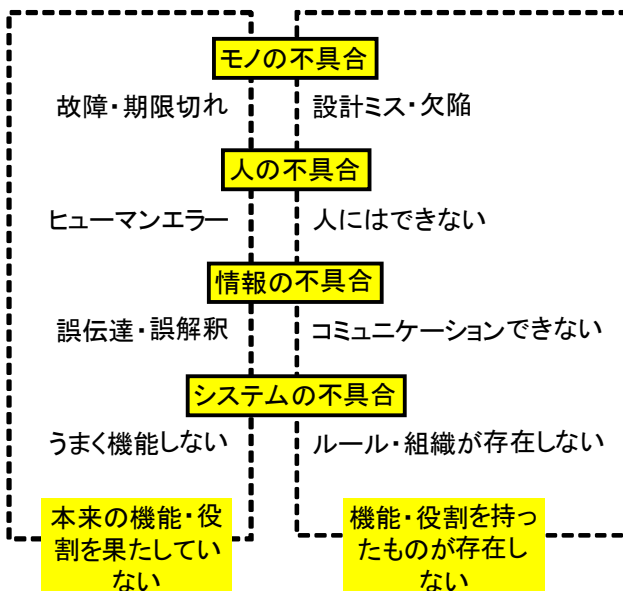 モノの不具合
故障・期限切れ
設計ミス・欠陥
人の不具合
ヒューマンエラー
人にはできない
情報の不具合
誤伝達・誤解釈
コミュニケーションできない
システムの不具合
うまく機能しない
ルール・組織が存在しない
本来の機能・役
割を果たしてい
ない
機能・役割を持っ
たものが存在し
ない